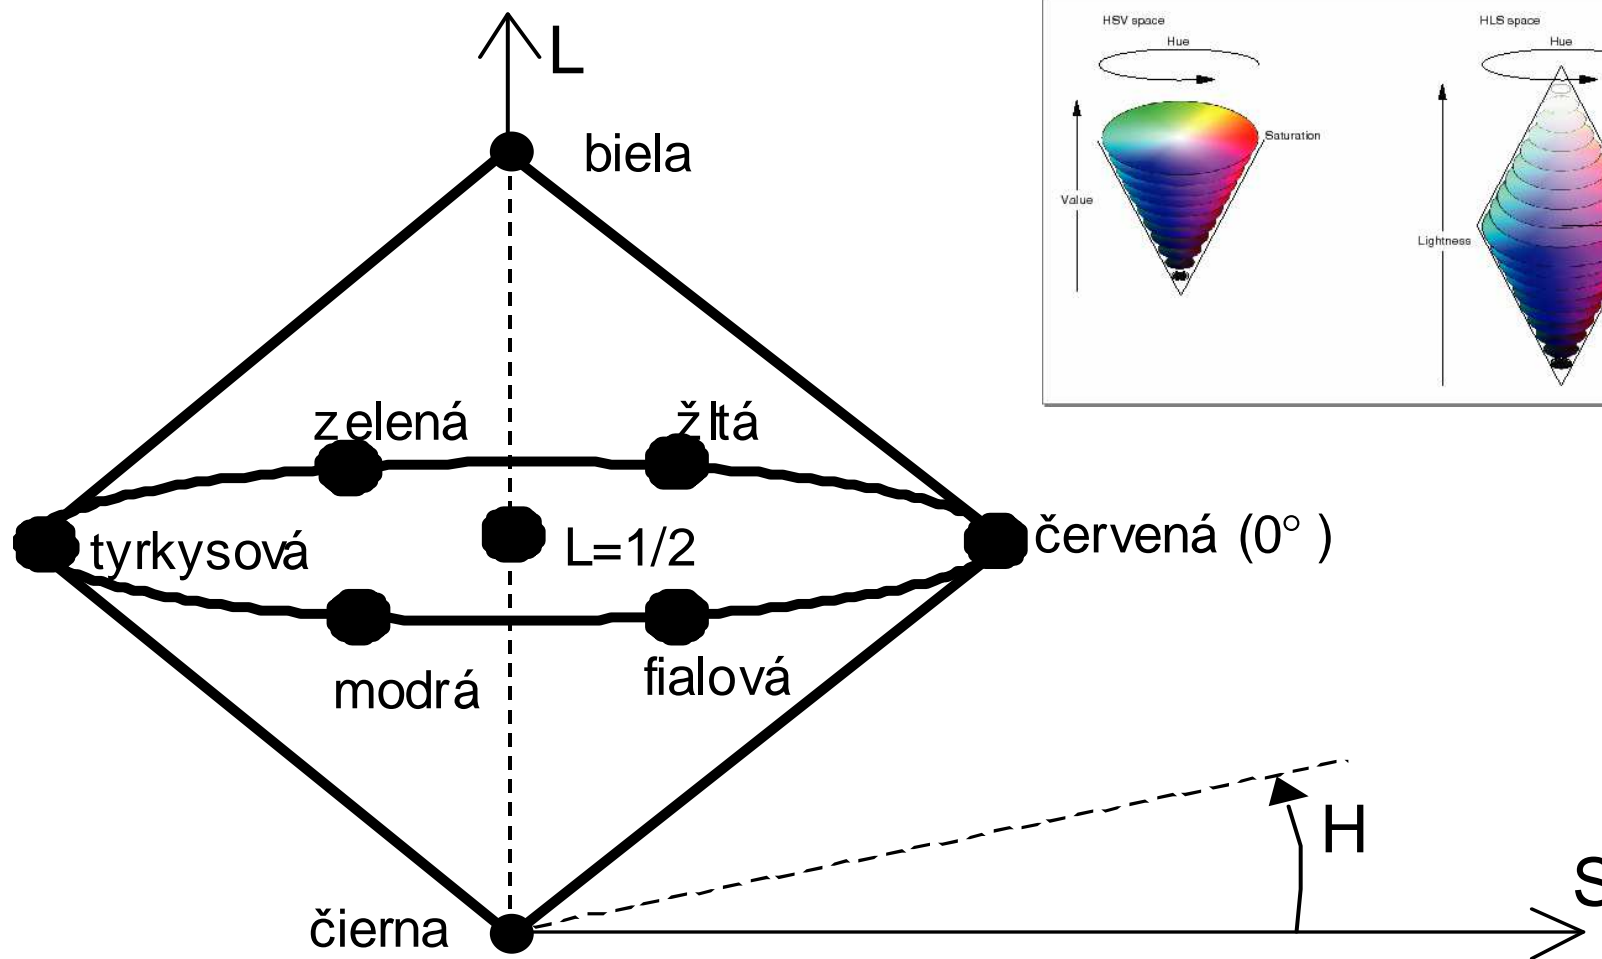 L
biela
zelená
žltá
tyrkysová
L=1/2
červená (0° )
modrá
fialová
čierna
H
S
HSV space
Hue
Saturation
Value
HLS space
Hue
Lightness